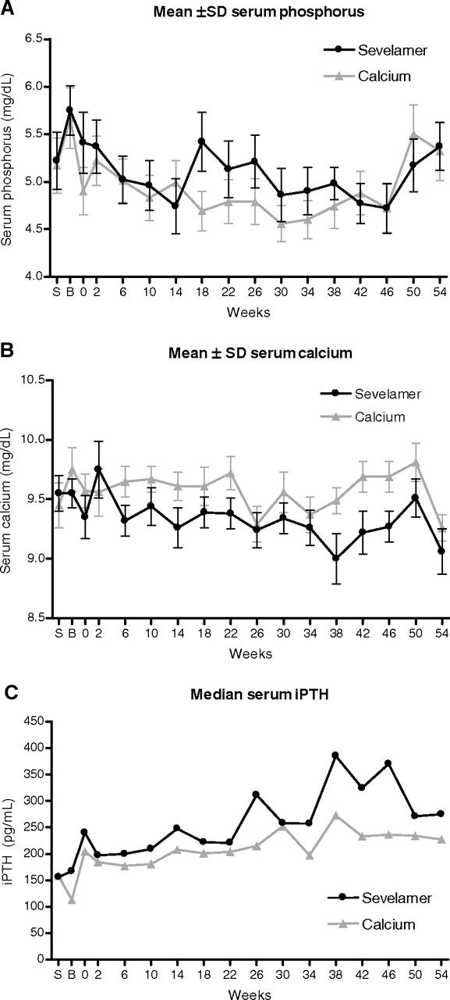 A
Mean ±SD serum phosphorus
Serum phosphorus (mg/dL)
6.5
6.0
5.5
5.0
4.5
4.0
Sevelamer
Calcium
S B 0 2 6 10 14 18 22 26 30 34 38 42 46 50 54
Weeks
B
Mean ± SD serum calcium
Serum calcium (mg/dL)
10.5
10.0
9.5
9.0
8.5
Sevelamer
Calcium
S B 0 2 6 10 14 18 22 26 30 34 38 42 46 50 54
Weeks
C
Median serum iPTH
iPTH (pg/mL)
450
400
350
300
250
200
150
100
50
0
Sevelamer
Calcium
S B 0 2 6 10 14 18 22 26 30 34 38 42 46 50 54
Weeks